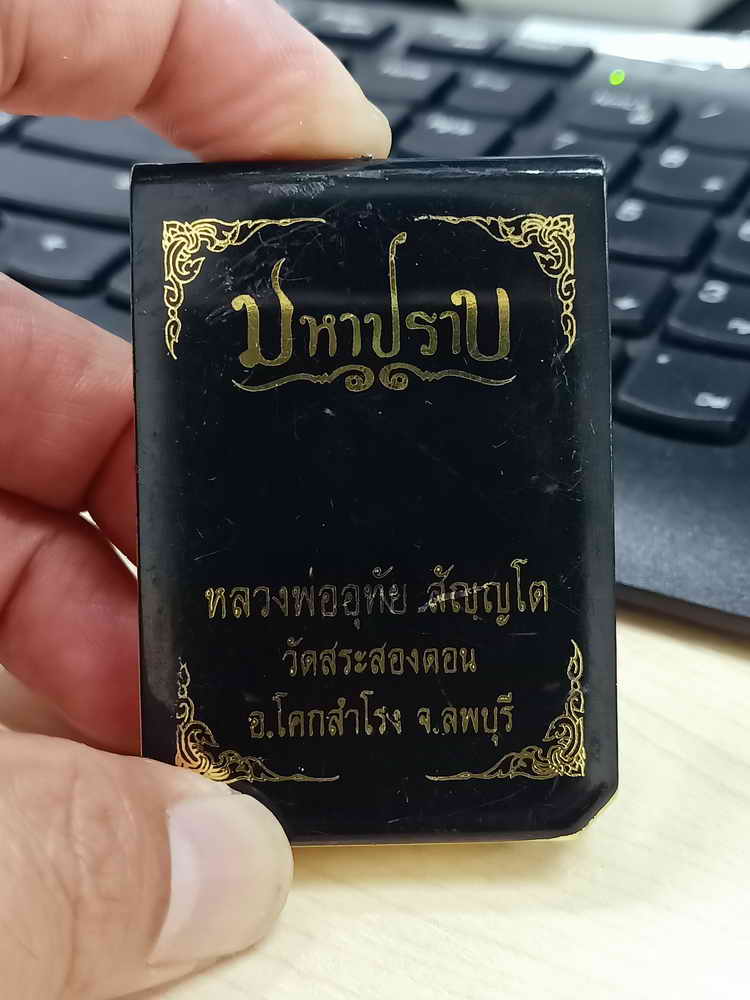 มหาปราบ
หลวงพ่ออุทัย สัญญโต
วัดสระสองตอน
อ.โคกสำโรง จ.ลพบุรี